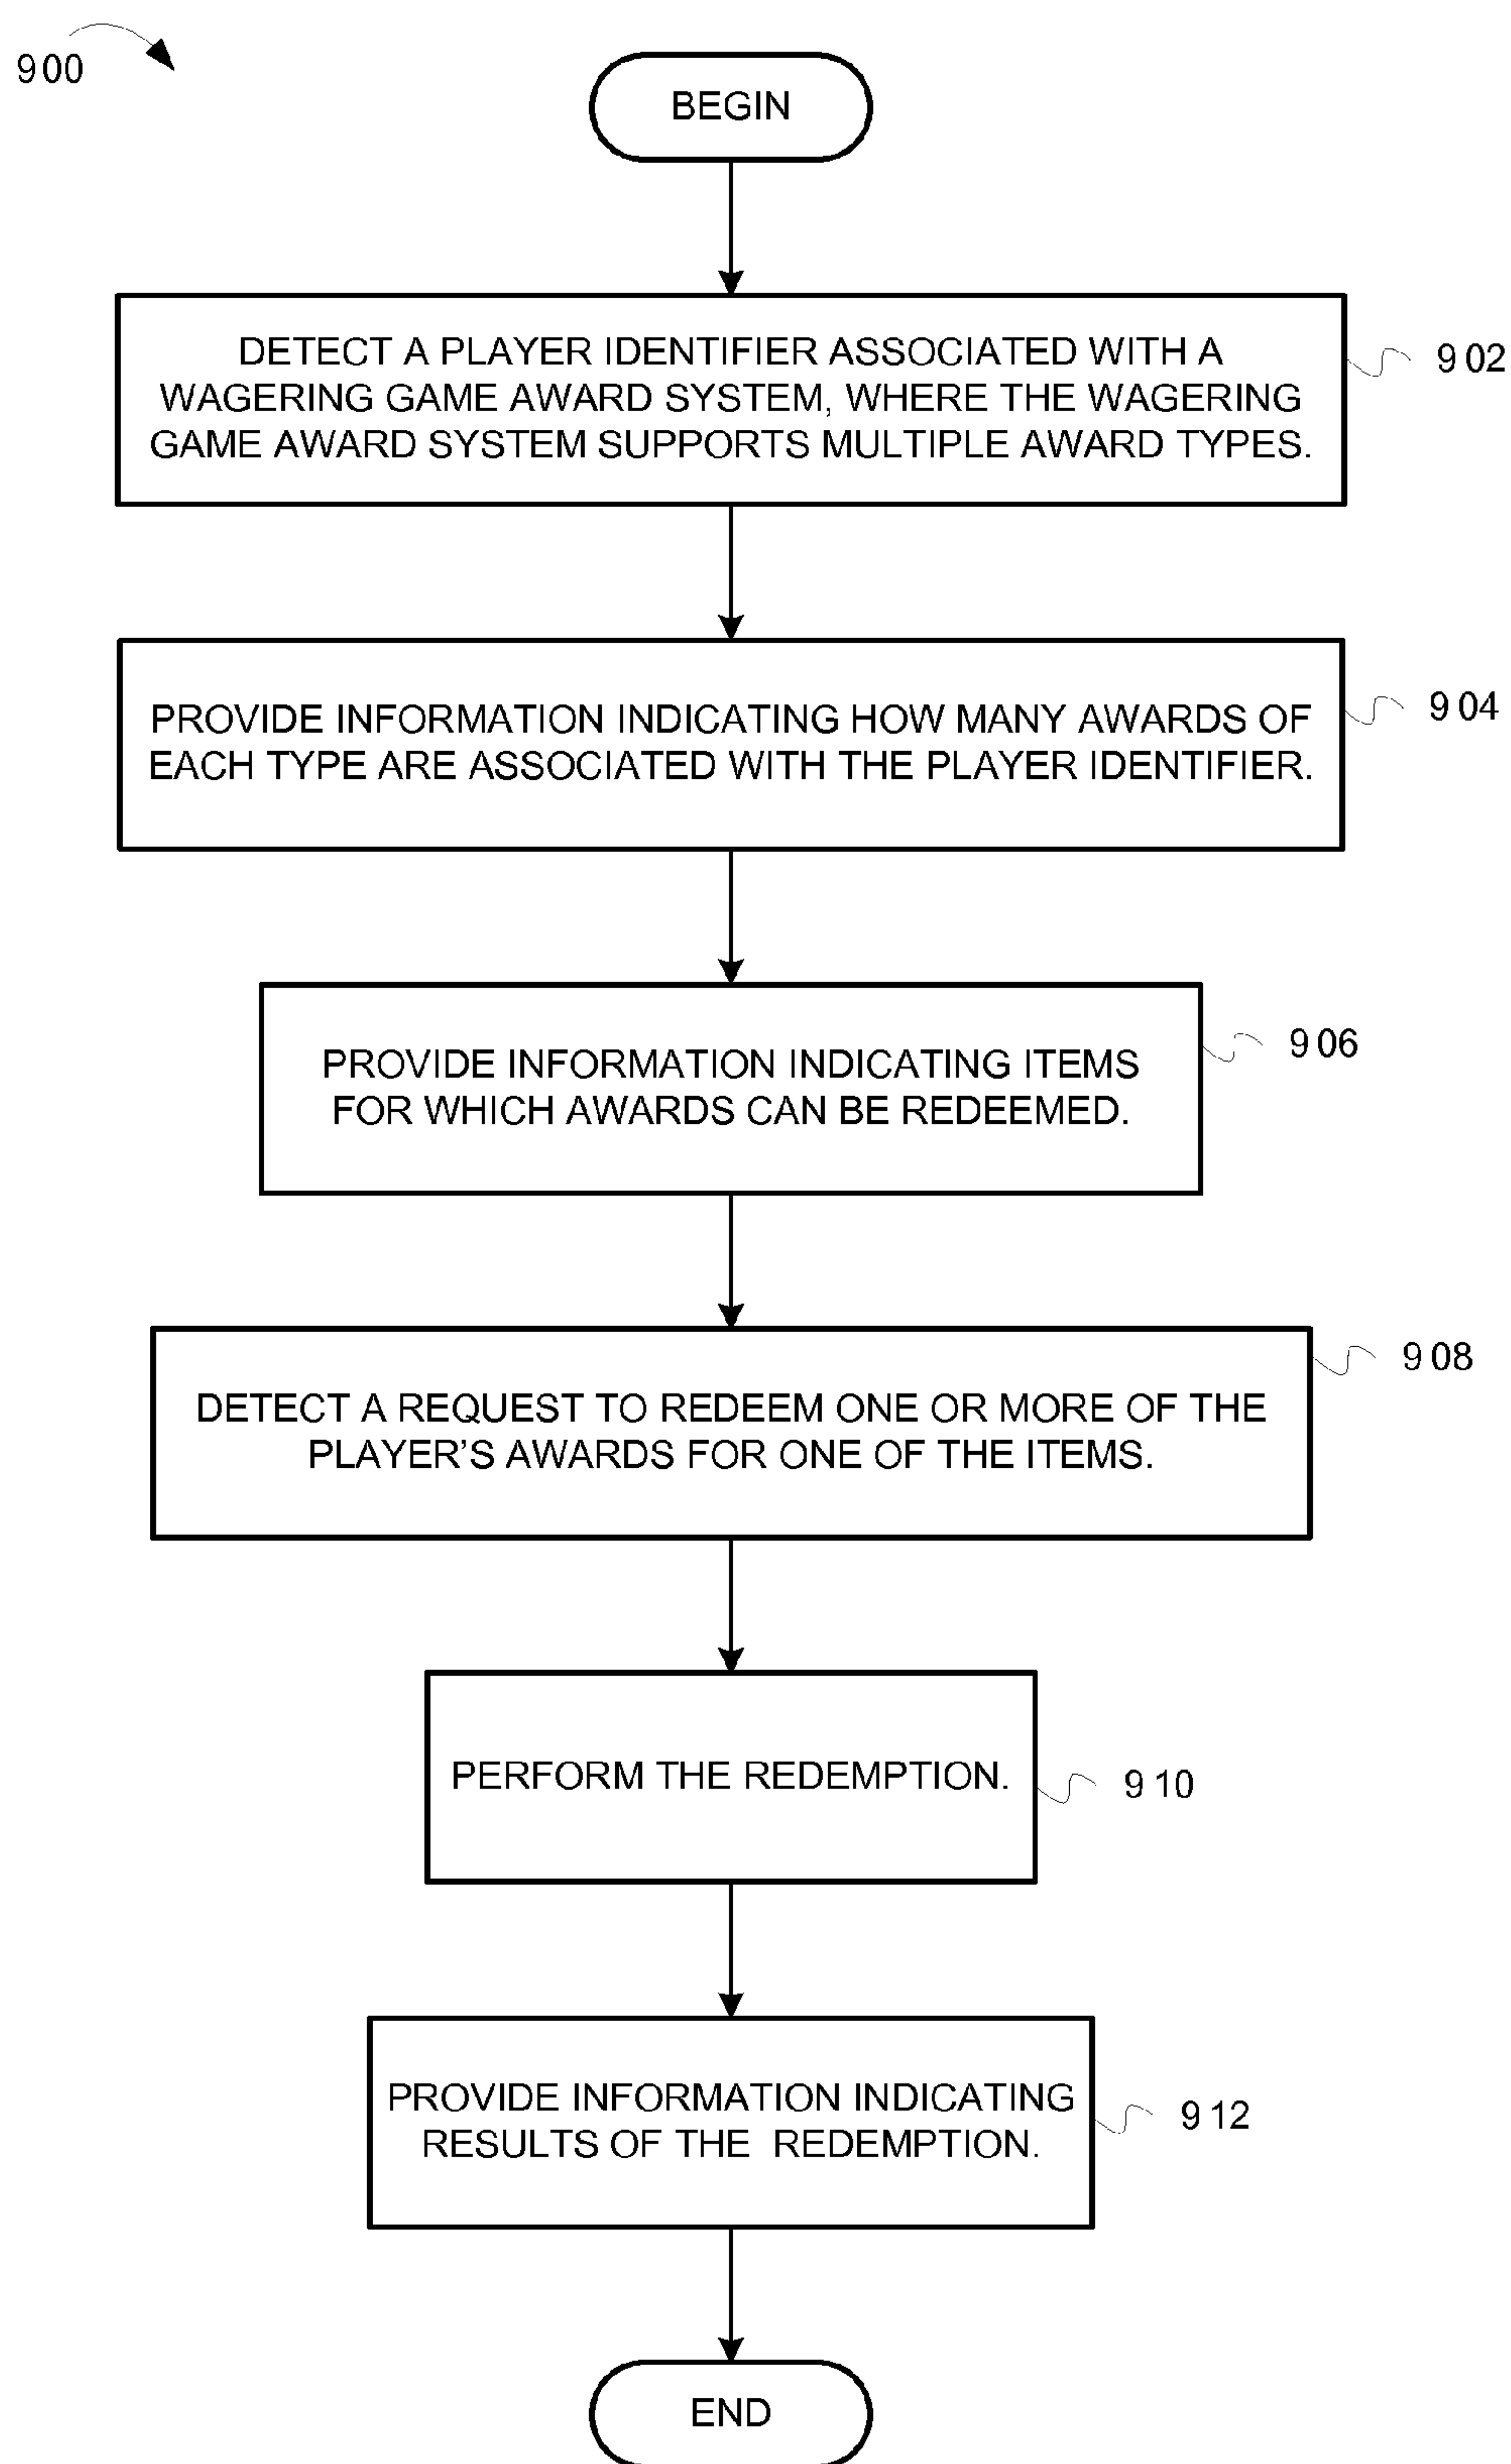 900
BEGIN
DETECT A PLAYER IDENTIFIER ASSOCIATED WITH A
WAGERING GAME AWARD SYSTEM, WHERE THE WAGERING
GAME AWARD SYSTEM SUPPORTS MULTIPLE AWARD TYPES.
902
PROVIDE INFORMATION INDICATING HOW MANY AWARDS OF
EACH TYPE ARE ASSOCIATED WITH THE PLAYER IDENTIFIER.
904
PROVIDE INFORMATION INDICATING ITEMS
FOR WHICH AWARDS CAN BE REDEEMED.
906
DETECT A REQUEST TO REDEEM ONE OR MORE OF THE
PLAYER’S AWARDS FOR ONE OF THE ITEMS.
908
PERFORM THE REDEMPTION.
910
PROVIDE INFORMATION INDICATING
RESULTS OF THE REDEMPTION.
912
END